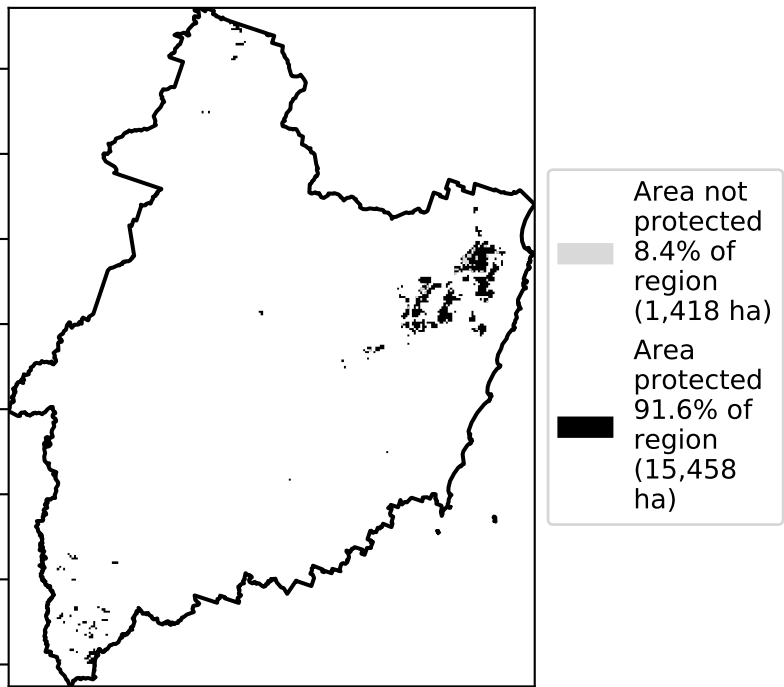 Area not
protected
8.4% of
region
(1,418 ha)
Area
protected
91.6% of
region
(15,458
ha)